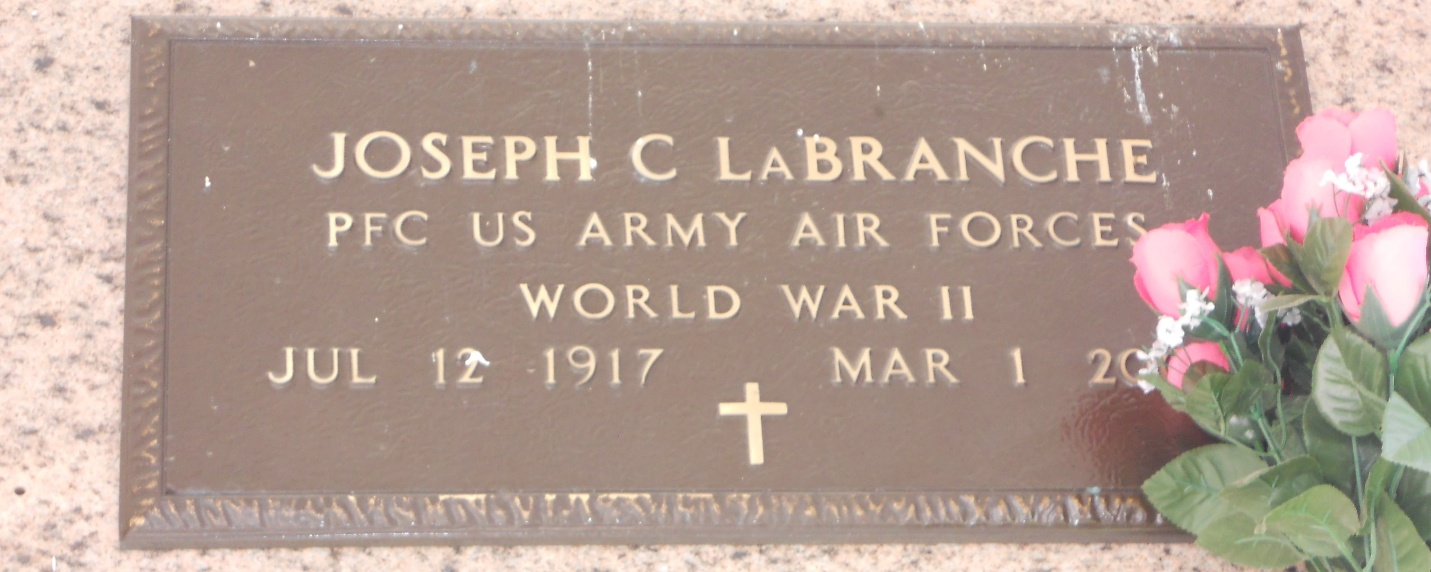 JOSEPH C LaBRANCHE
PFC US ARMY AIR FORCES
WORLD WAR II
JUL 12 1917 MAR 1